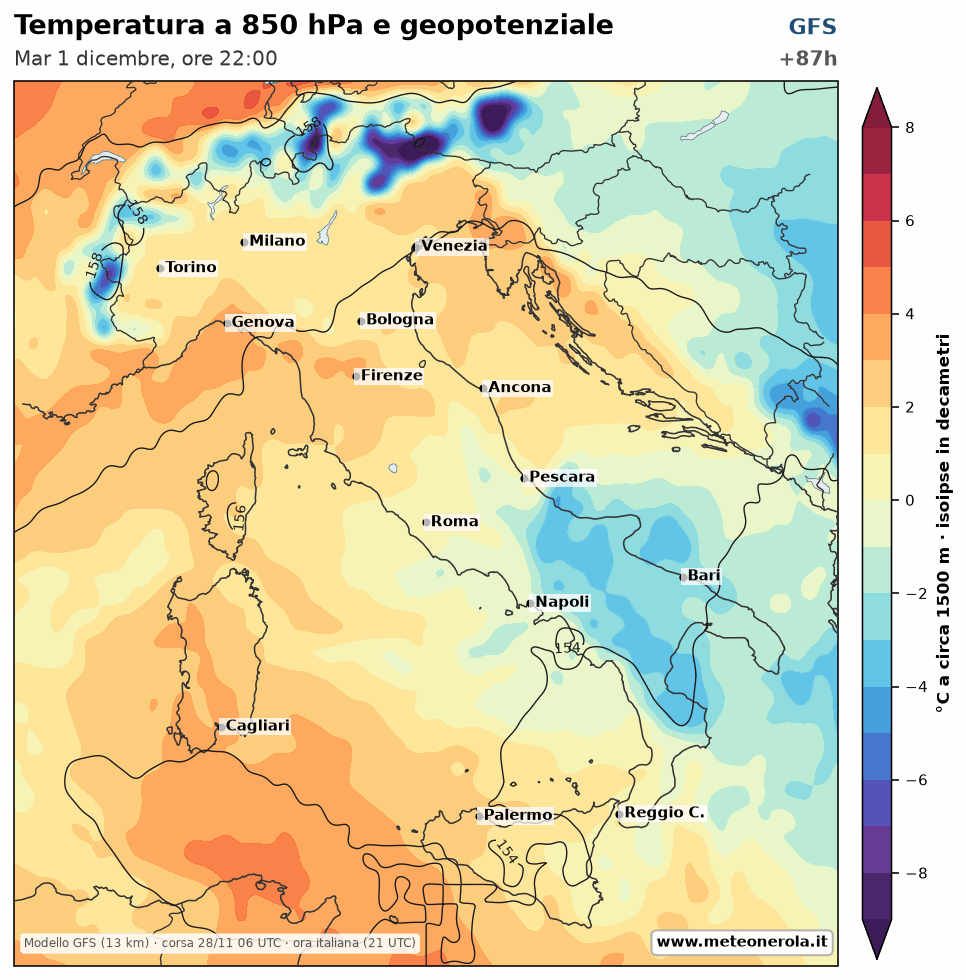 Temperatura a 850 hPa e geopotenziale
GFS
Mar 1 dicembre, ore 22:00
+87h
158
158
158
Milano
Venezia
Torino
Genova
Bologna
Firenze
Ancona
Pescara
156
Roma
Bari
Napoli
154
Cagliari
Palermo
Reggio C.
154
8
6
4
2
0
−2
−4
−6
−8
°C a circa 1500 m · isoipse in decametri
Modello GFS (13 km) · corsa 28/11 06 UTC · ora italiana (21 UTC)
www.meteonerola.it